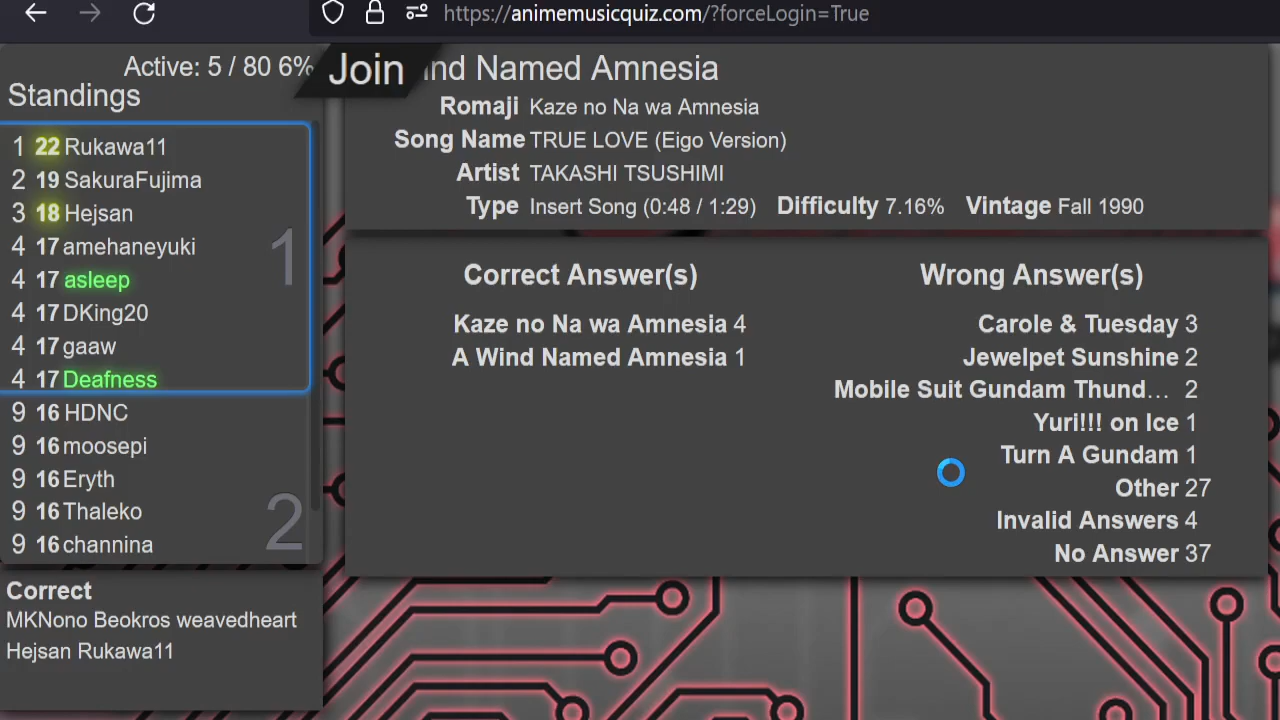 https://animemusicquiz.com/?forceLogin=True
Active: 5 / 80 6%
Join
ind Named Amnesia
Standings
Romaji Kaze no Na wa Amnesia
Song Name TRUE LOVE (Eigo Version)
Artist TAKASHI TSUSHIMI
Type Insert Song (0:48 / 1:29) Difficulty 7.16% Vintage Fall 1990
1 22 Rukawa11
2 19 SakuraFujima
3 18 Hejsan
4 17 amehaneyuki
4 17 asleep
4 17 DKing20
4 17 gaaw
4 17 Deafness
1
9 16 HDNC
9 16 moosepi
9 16 Eryth
9 16 Thaleko
9 16 channina
2
Correct
MKNono Beokros weavedheart
Hejsan Rukawa11
Correct Answer(s)
Kaze no Na wa Amnesia 4
A Wind Named Amnesia 1
Wrong Answer(s)
Carole & Tuesday 3
Jewelpet Sunshine 2
Mobile Suit Gundam Thund… 2
Yuri!!! on Ice 1
Turn A Gundam 1
Other 27
Invalid Answers 4
No Answer 37